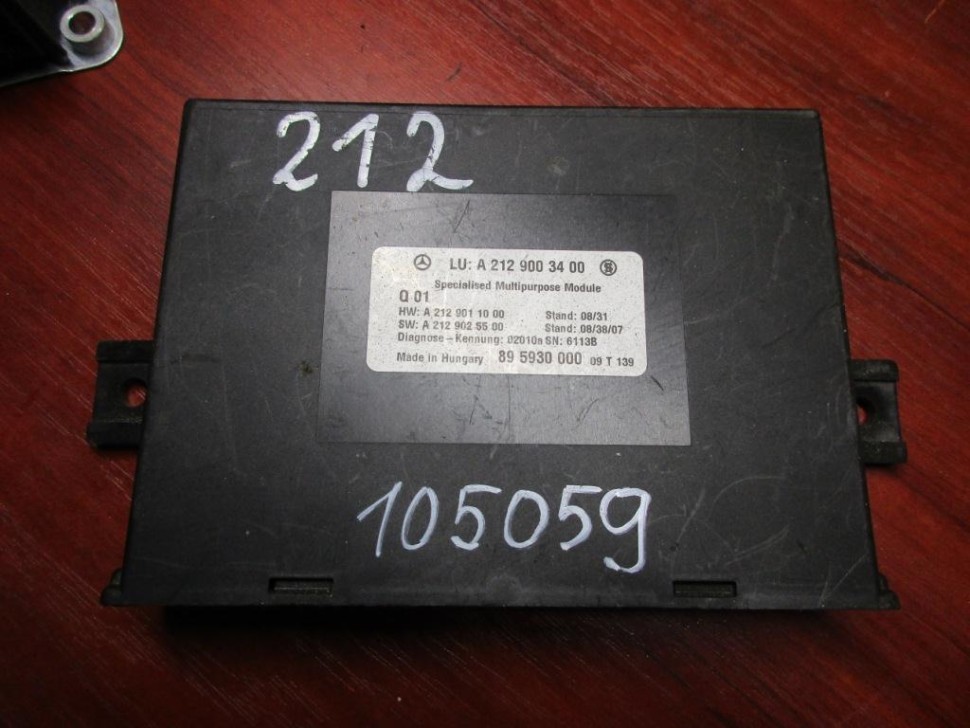 212
LU: A 212 900 34 00
Specialised Multipurpose Module
Q 01
HW: A 212 901 10 00 Stand: 08/31
SW: A 212 902 55 00 Stand: 08/38/07
Diagnose - Kennung: 02010a SN: 6113B
Made in Hungary 89 5930 000 09 T 139
105059